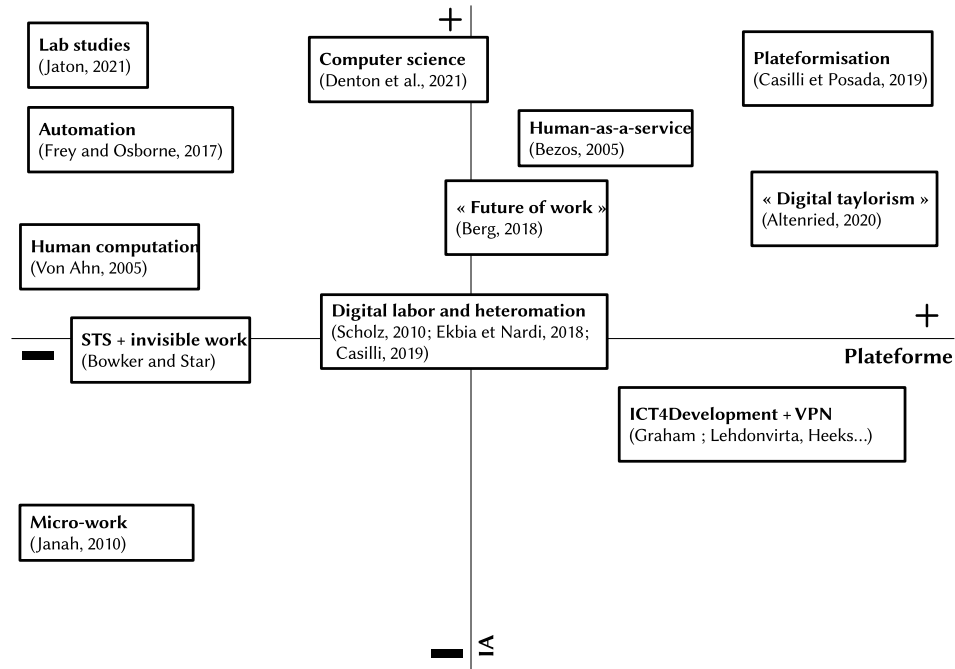 +
Lab studies
(Jaton, 2021)
Computer science
(Denton et al., 2021)
Plateformisation
(Casilli et Posada, 2019)
Automation
(Frey and Osborne, 2017)
Human-as-a-service
(Bezos, 2005)
« Future of work »
(Berg, 2018)
« Digital taylorism »
(Altenried, 2020)
Human computation
(Von Ahn, 2005)
Digital labor and heteromation
(Scholz, 2010; Ekbia et Nardi, 2018;
Casilli, 2019)
+
STS + invisible work
(Bowker and Star)
Plateforme
ICT4Development + VPN
(Graham ; Lehdonvirta, Heeks...)
Micro-work
(Janah, 2010)
IA